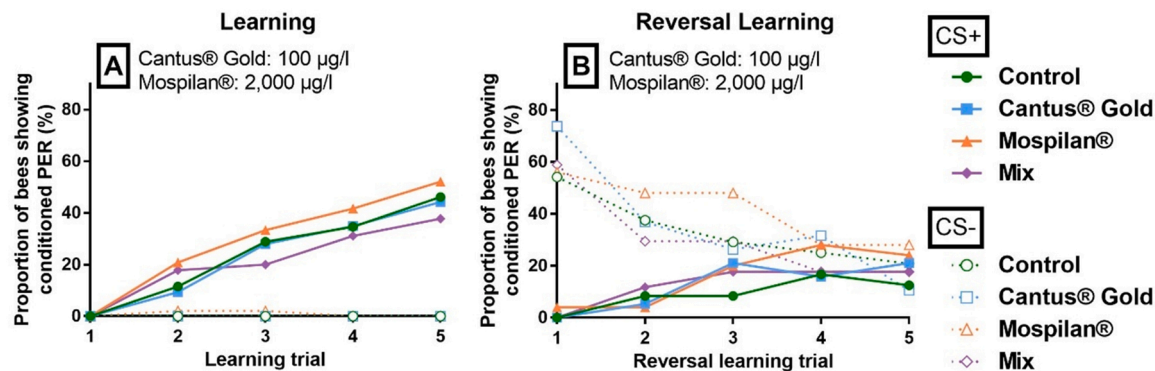 Learning
A
Cantus® Gold: 100 µg/l
Mospilan®: 2,000 µg/l
Proportion of bees showing
conditioned PER (%)
80
60
40
20
0
1 2 3 4 5
Learning trial
Reversal Learning
B
Cantus® Gold: 100 µg/l
Mospilan®: 2,000 µg/l
Proportion of bees showing
conditioned PER (%)
80
60
40
20
0
1 2 3 4 5
Reversal learning trial
CS+
Control
Cantus® Gold
Mospilan®
Mix
CS-
Control
Cantus® Gold
Mospilan®
Mix